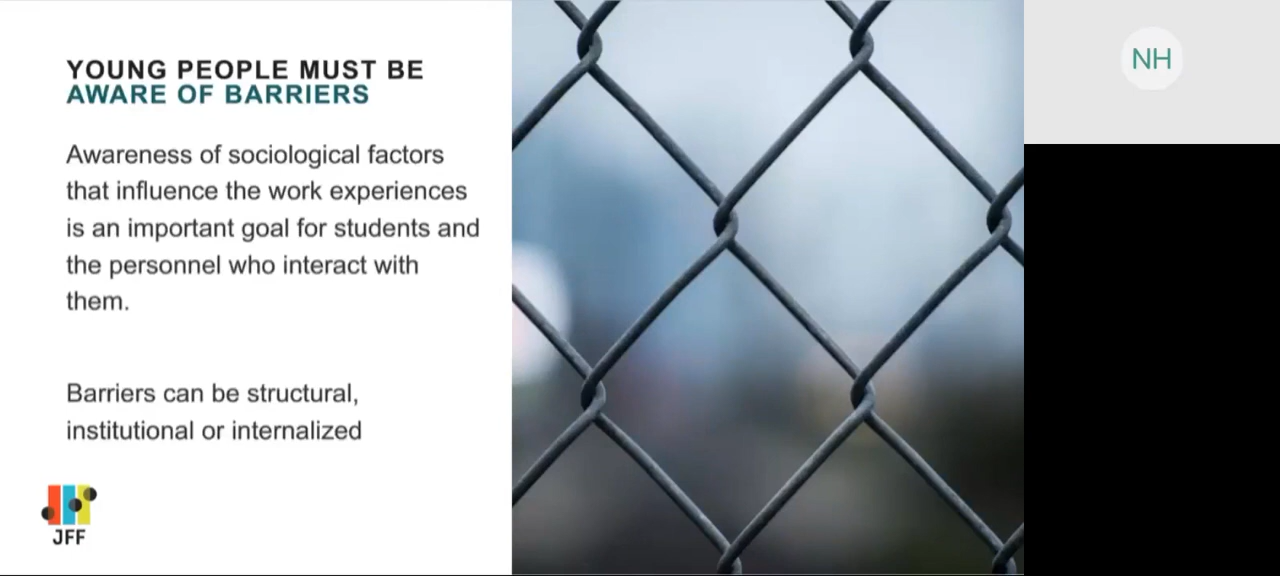 YOUNG PEOPLE MUST BE
AWARE OF BARRIERS
Awareness of sociological factors
that influence the work experiences
is an important goal for students and
the personnel who interact with
them.
Barriers can be structural,
institutional or internalized
JFF
NH